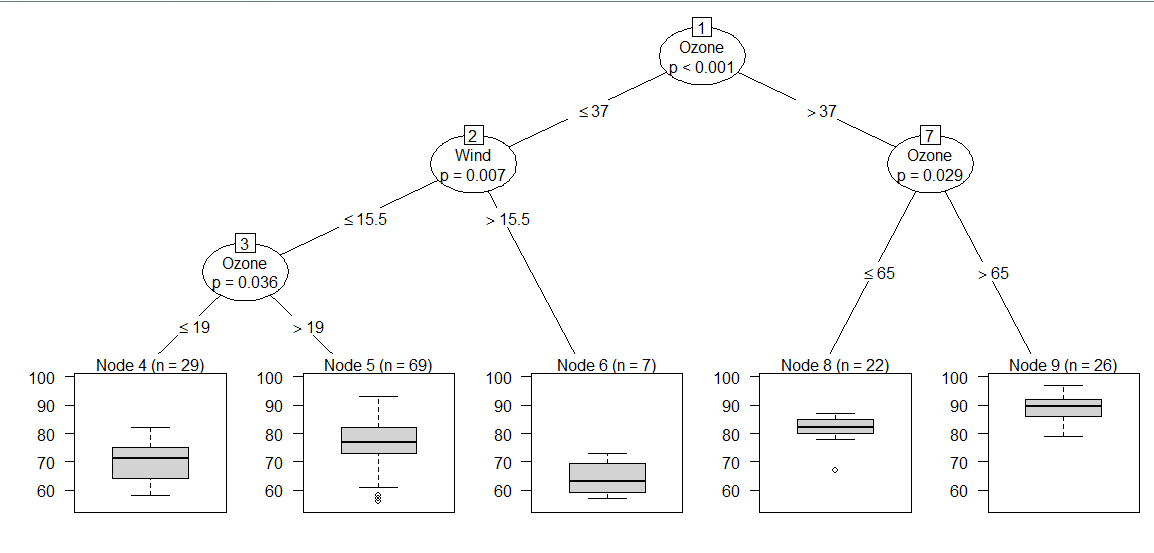 1
Ozone
p < 0.001
≤ 37
> 37
2
Wind
p = 0.007
7
Ozone
p = 0.029
≤ 15.5
> 15.5
3
Ozone
p = 0.036
≤ 65
> 65
≤ 19
> 19
Node 4 (n = 29)
100
90
80
70
60
Node 5 (n = 69)
100
90
80
70
60
Node 6 (n = 7)
100
90
80
70
60
Node 8 (n = 22)
100
90
80
70
60
Node 9 (n = 26)
100
90
80
70
60